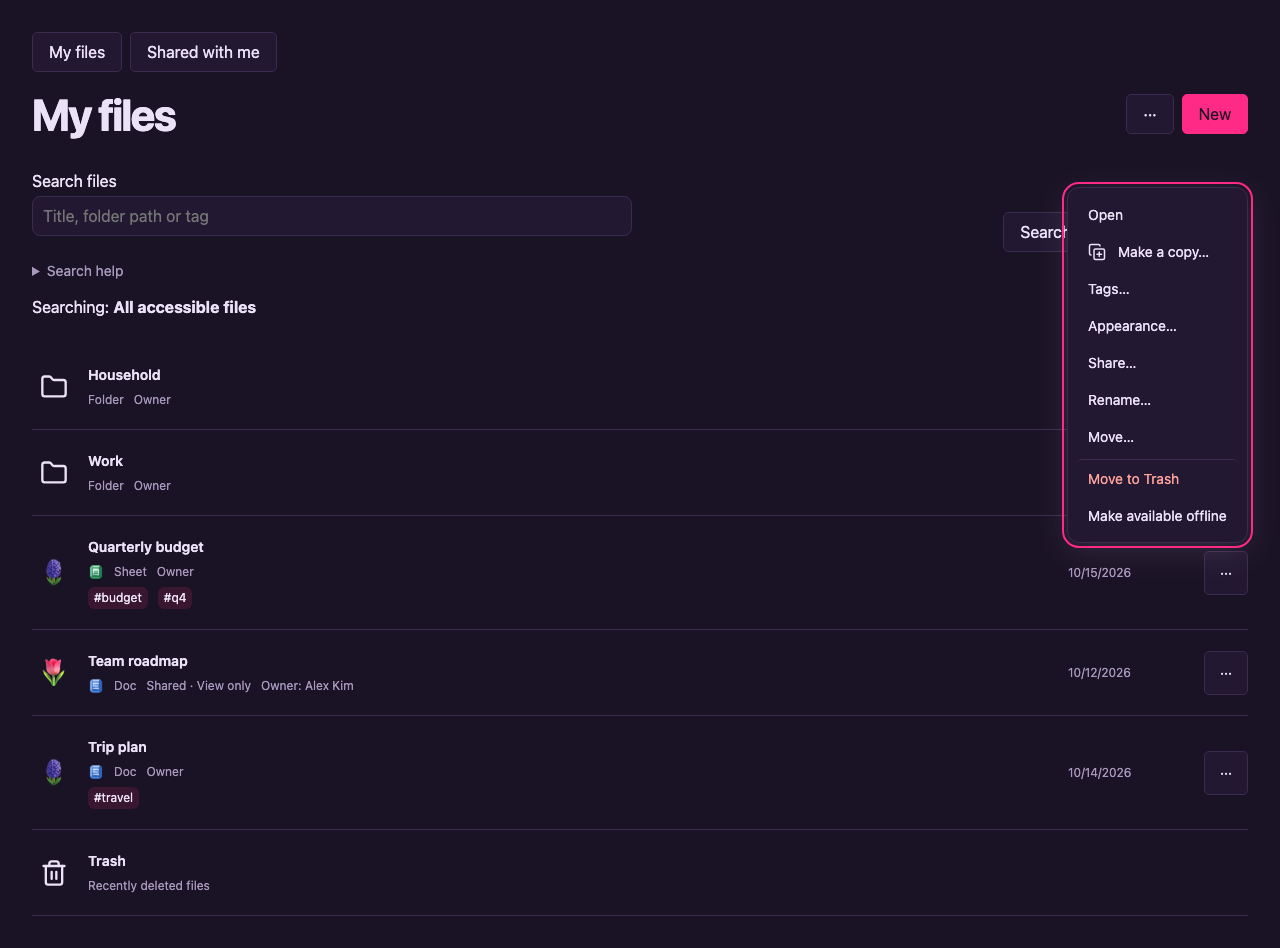 My files
Shared with me
My files
...
New
Search files
Title, folder path or tag
Search
Search help
Searching: All accessible files
Open
Make a copy...
Tags...
Appearance...
Share...
Rename...
Move...
Move to Trash
Make available offline
Household
Folder Owner
Work
Folder Owner
Quarterly budget
Sheet Owner
#budget #q4
10/15/2026
...
Team roadmap
Doc Shared · View only Owner: Alex Kim
10/12/2026
...
Trip plan
Doc Owner
#travel
10/14/2026
...
Trash
Recently deleted files